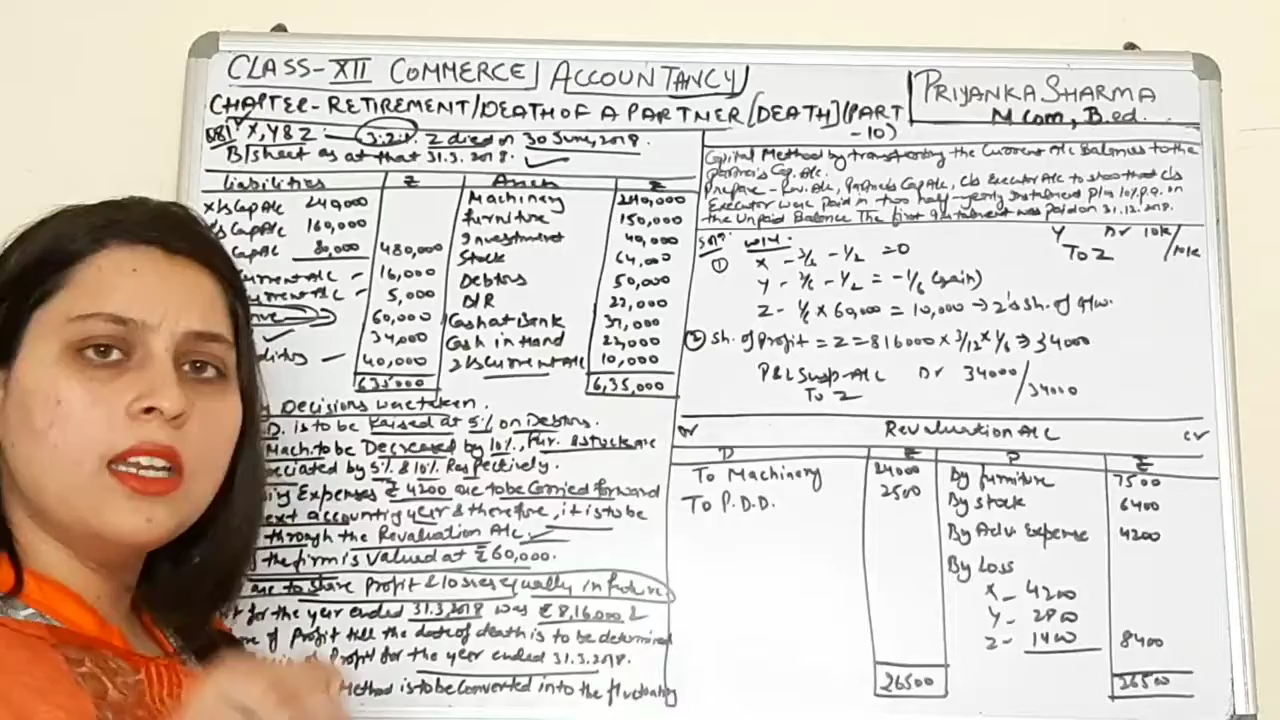 CLASS-XII COMMERCE ACCOUNTANCY
PRIYANKA SHARMA
M Com, B.ed.
CHAPTER-RETIREMENT/DEATH OF A PARTNER [DEATH] (PART-10)
X, Y & Z 3:2:1. Z died on 30 June, 2018.
B/sheet as at that 31.3.2018.
Liabilities ₹ Assets ₹
X's Cap A/c 240,000 Machinery 240,000
Cap A/c 160,000 furniture 150,000
Cap A/c 80,000 480,000 Investment 40,000
Current A/c 16,000 Stock 64,000
Current A/c 5,000 Debtors 50,000
60,000 B/R 22,000
34,000 Cash at Bank 37,000
40,000 Cash in Hand 22,000
Z's Current A/c 10,000
635000 6,35,000
Decisions were taken.
D. is to be Raised at 5% on Debtors.
Mach. to be Decreased by 10%, Fur. & stock are
ciated by 5% & 10% Respectively.
sing Expenses ₹ 4200 are to be Carried forward
ext accounting year & therefore, it is to be
through the Revaluation A/c.
the firm is Valued at ₹ 60,000.
are to share Profit & losses equally in future.
for the year ended 31.3.2018 was ₹ 8,16,000 &
re of Profit till the date of death is to be determined
of Profit for the year ended 31.3.2018.
Method is to be Converted into the fluctuating
Capital Method by transferring the Current A/c Balances to the
partner's Cap. A/c.
Prepare - Rev. A/c, Partner's Cap A/c, C's Executor A/c to show that C's
Executor were Paid in two half-yearly Instalment Plus 10% P.a. on
the Unpaid Balance The first Instalment was paid on 31.12.2018.
W.N.
① X - 3/6 - 1/2 = 0
Y - 2/6 - 1/2 = -1/6 (gain)
Z - 1/6 × 60,000 = 10,000 → Z's Sh. of G/w.
Y Dr 10k
To Z 10k
② Sh. of Profit = Z = 816000 × 3/12 × 1/6 ⇒ 34000
P&L Susp A/c Dr 34000
To Z 34000
Dr Revaluation A/c Cr
P ₹ P ₹
To Machinery 24000 By furniture 7500
To P.D.D. 2500 By stock 6400
By Adv Expense 4200
By Loss
X - 4200
Y - 2800
Z - 1400 8400
26500 26500